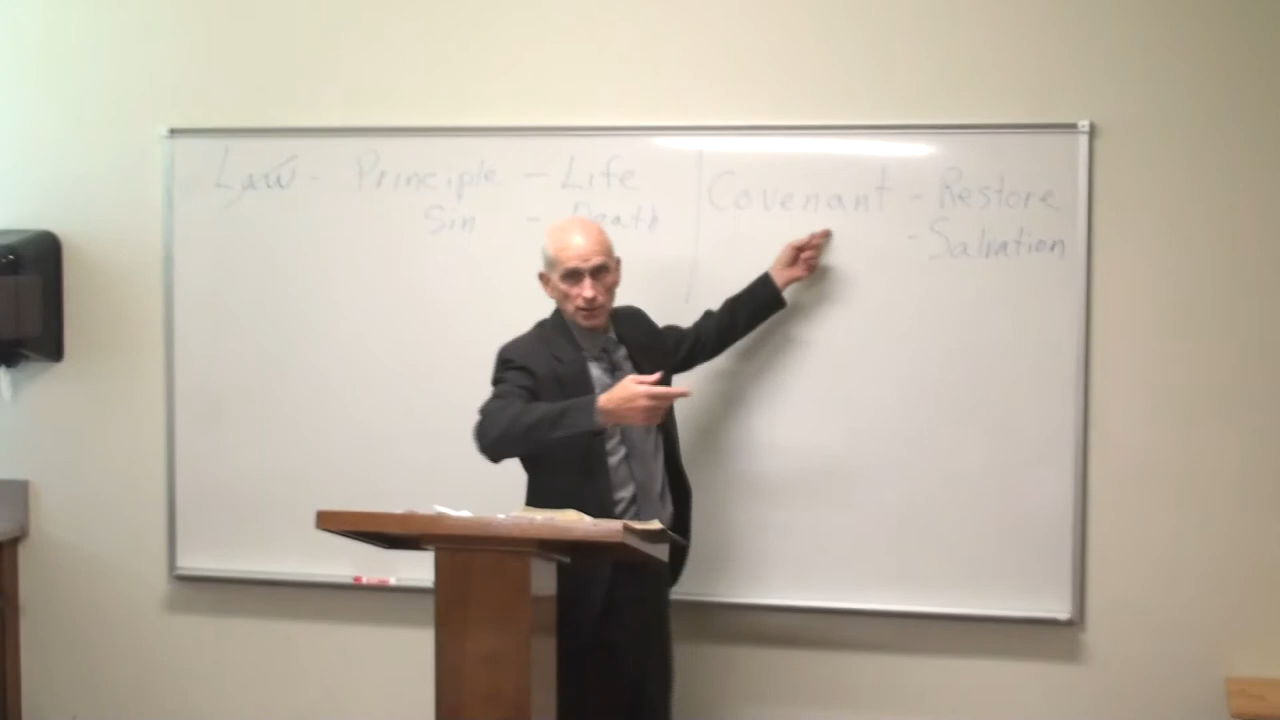 Law - Principle - Life
Sin - Death
Covenant - Restore
- Salvation